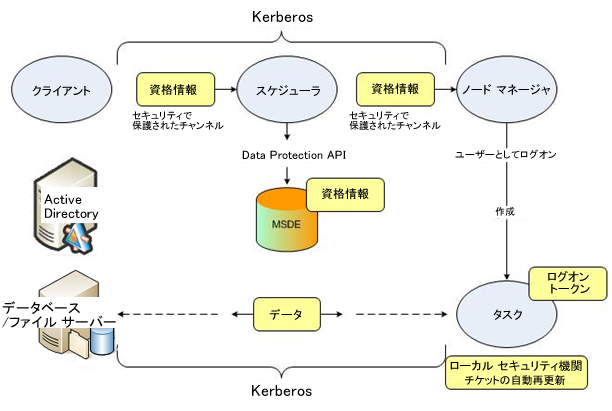 Kerberos
クライアント
資格情報
スケジューラ
資格情報
ノード マネージャ
セキュリティで
保護されたチャンネル
セキュリティで
保護されたチャンネル
Data Protection API
ユーザーとしてログオン
Active
Directory
資格情報
MSDE
作成
ログオン
トークン
データベース
/ファイル サーバー
データ
タスク
ローカル セキュリティ機関
チケットの自動再更新
Kerberos